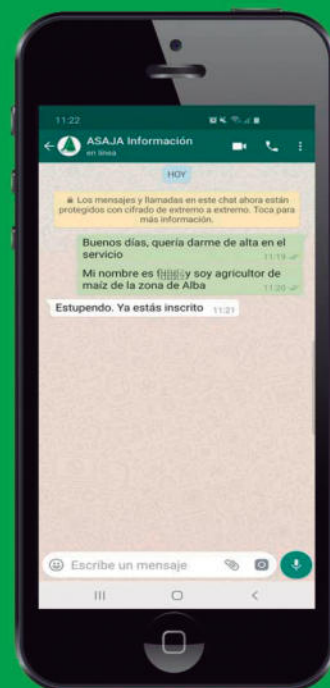 11:22
ASAJA Información
en línea
HOY
Los mensajes y llamadas en este chat ahora están
protegidos con cifrado de extremo a extremo. Toca para
más información.
Buenos días, quería darme de alta en el
servicio
11:19
Mi nombre es y soy agricultor de
maíz de la zona de Alba
11:20
Estupendo. Ya estás inscrito 11:21
Escribe un mensaje